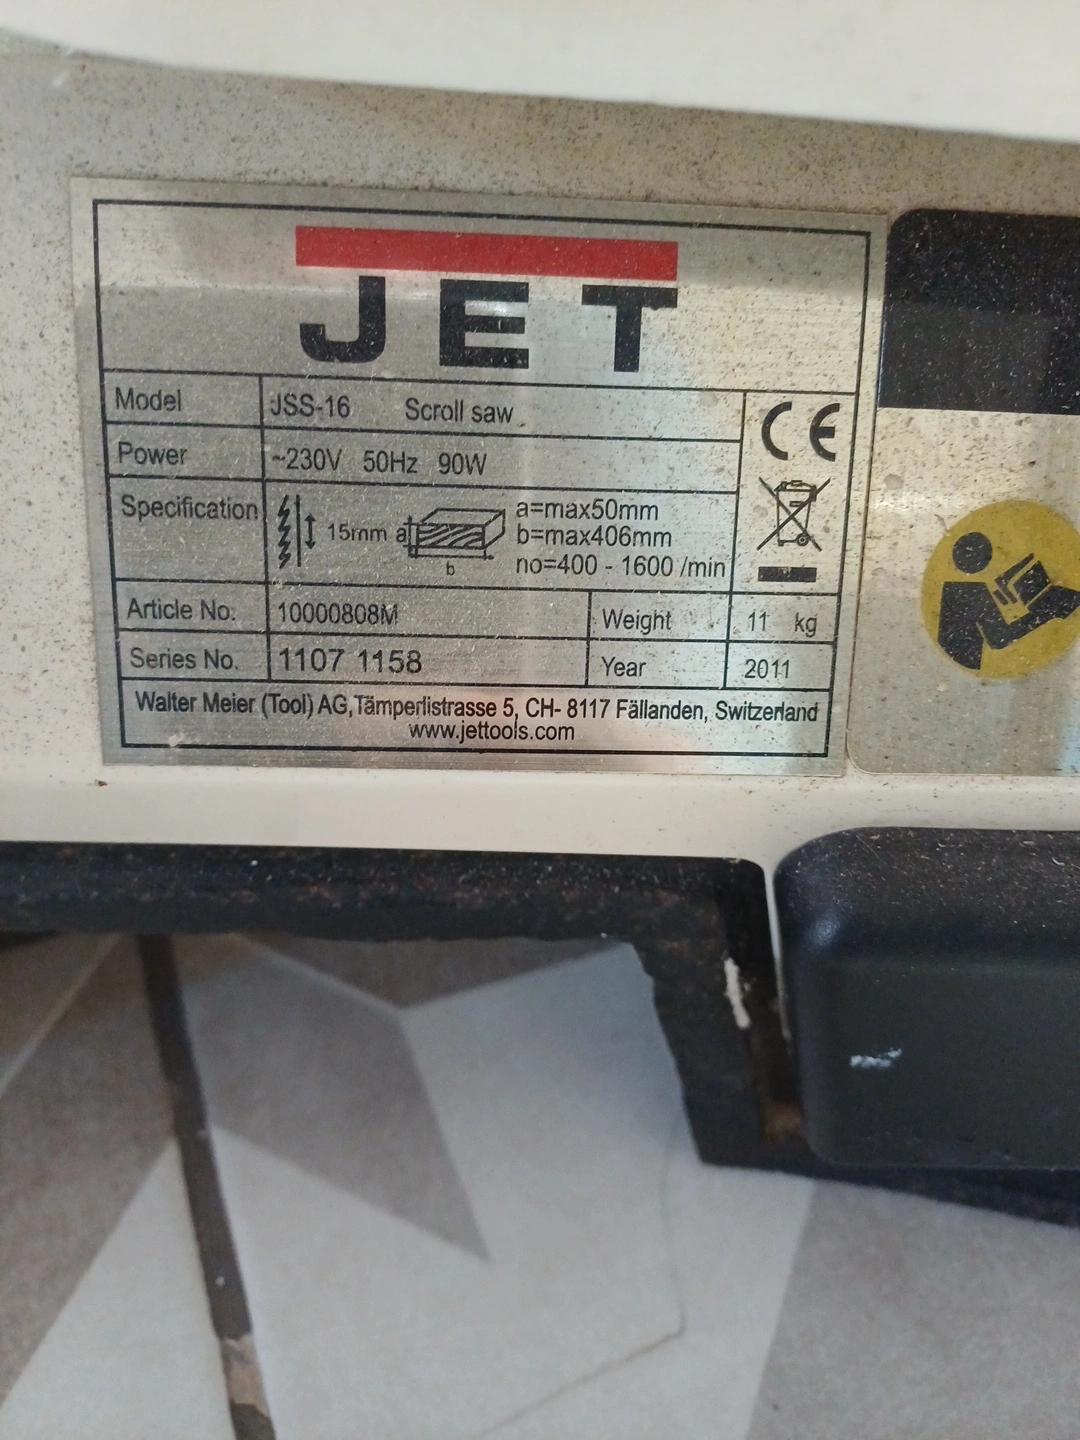 JET
Model JSS-16 Scroll saw
CE
Power ~230V 50Hz 90W
Specification 15mm a b
a=max50mm
b=max406mm
no=400 - 1600 /min
Article No. 10000808M Weight 11 kg
Series No. 1107 1158 Year 2011
Walter Meier (Tool) AG, Tämperlistrasse 5, CH- 8117 Fällanden, Switzerland
www.jettools.com